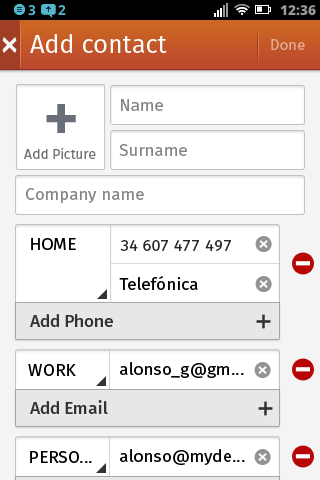 3 2 12:36
Add contact Done
Add Picture
Name
Surname
Company name
HOME 34 607 477 497
Telefónica
Add Phone
WORK alonso_g@gm...
Add Email
PERSO... alonso@myde...